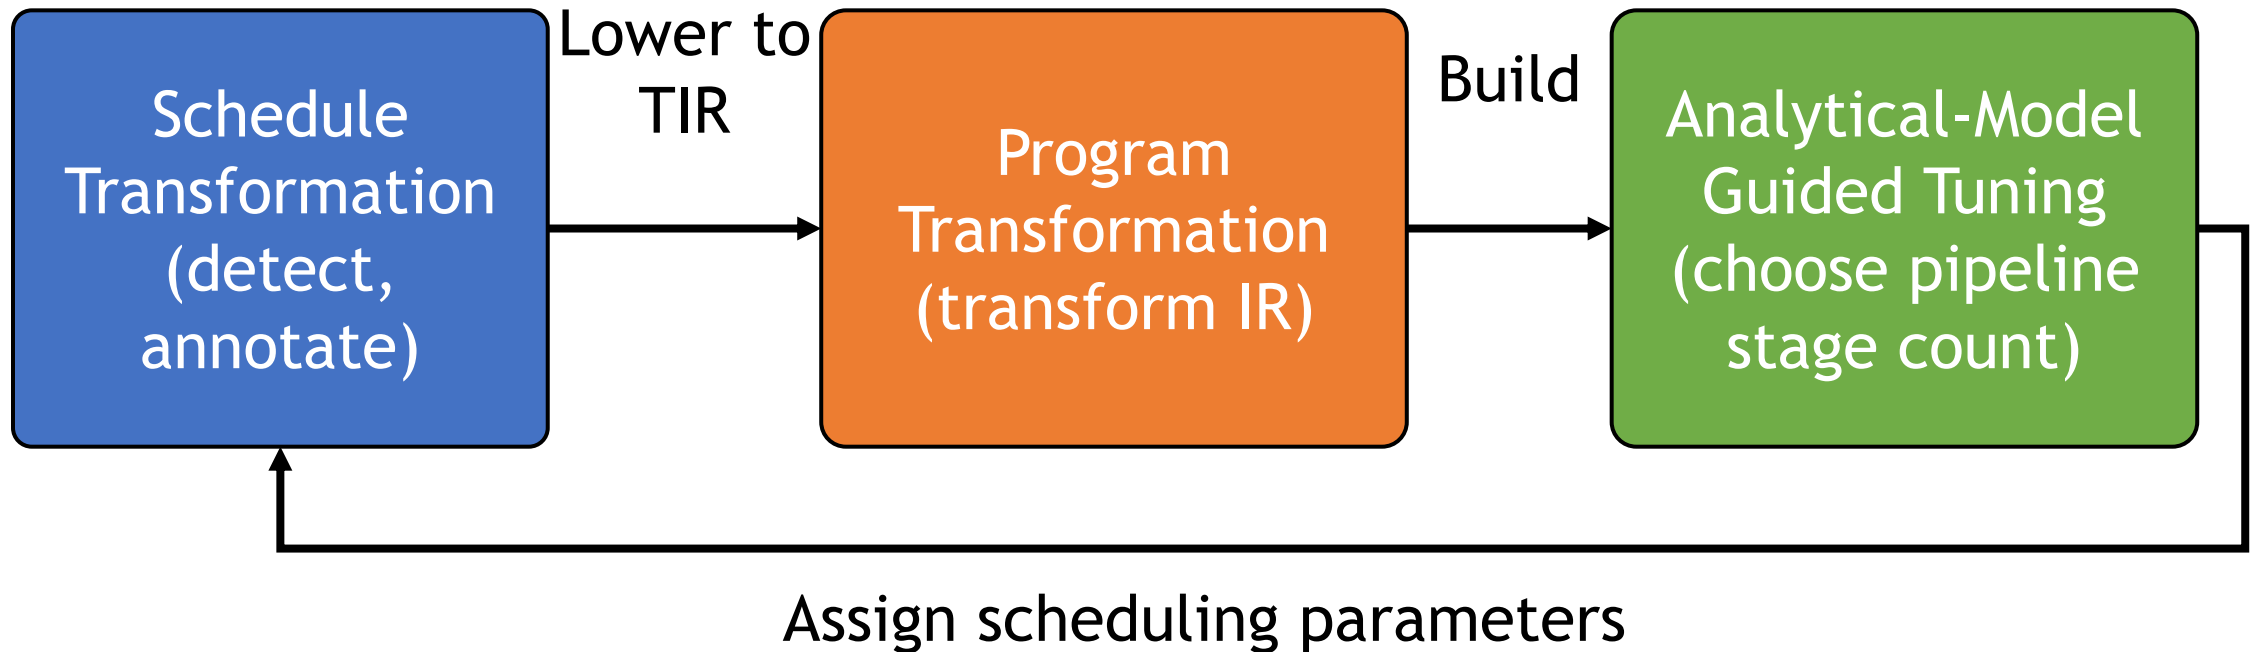 Schedule
Transformation
(detect,
annotate)
Lower to
TIR
Program
Transformation
(transform IR)
Build
Analytical-Model
Guided Tuning
(choose pipeline
stage count)
Assign scheduling parameters